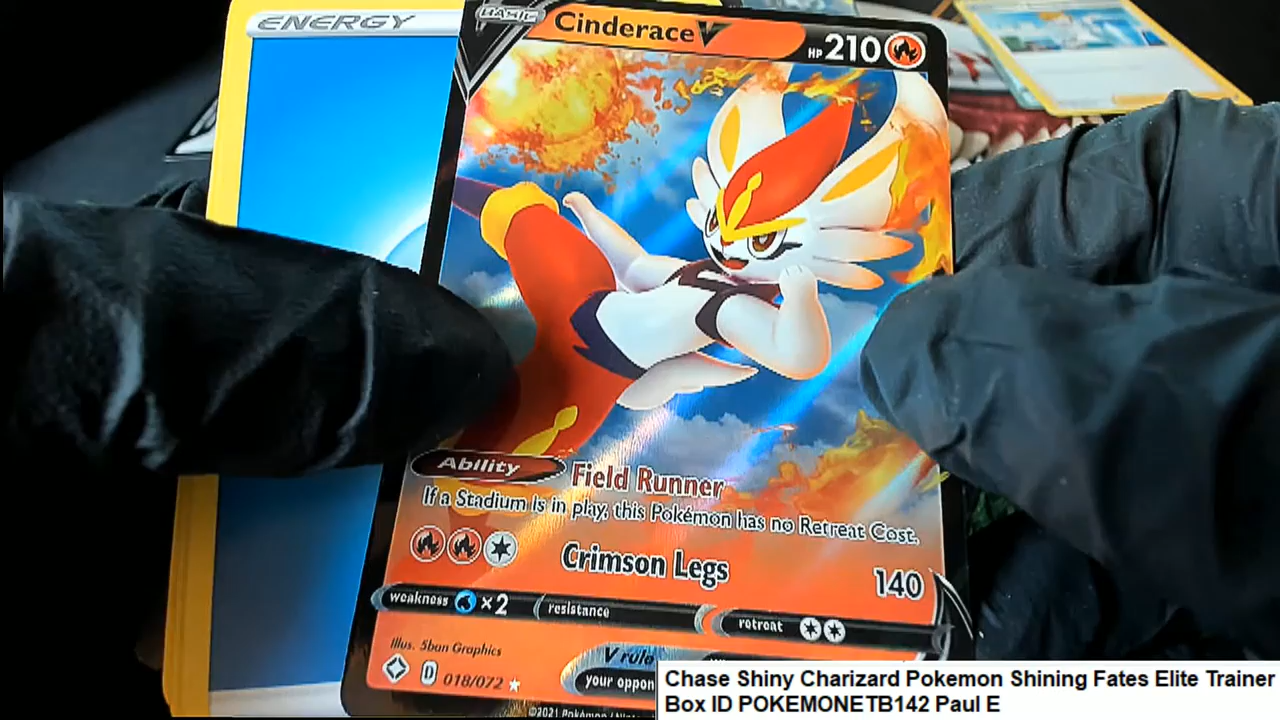 ENERGY
BASIC
Cinderace V
HP 210
Ability Field Runner
If a Stadium is in play, this Pokémon has no Retreat Cost.
Crimson Legs 140
weakness ×2 resistance retreat
Illus. 5ban Graphics
V rule
D 018/072
your oppon
©2021 Pokémon
Chase Shiny Charizard Pokemon Shining Fates Elite Trainer
Box ID POKEMONETB142 Paul E